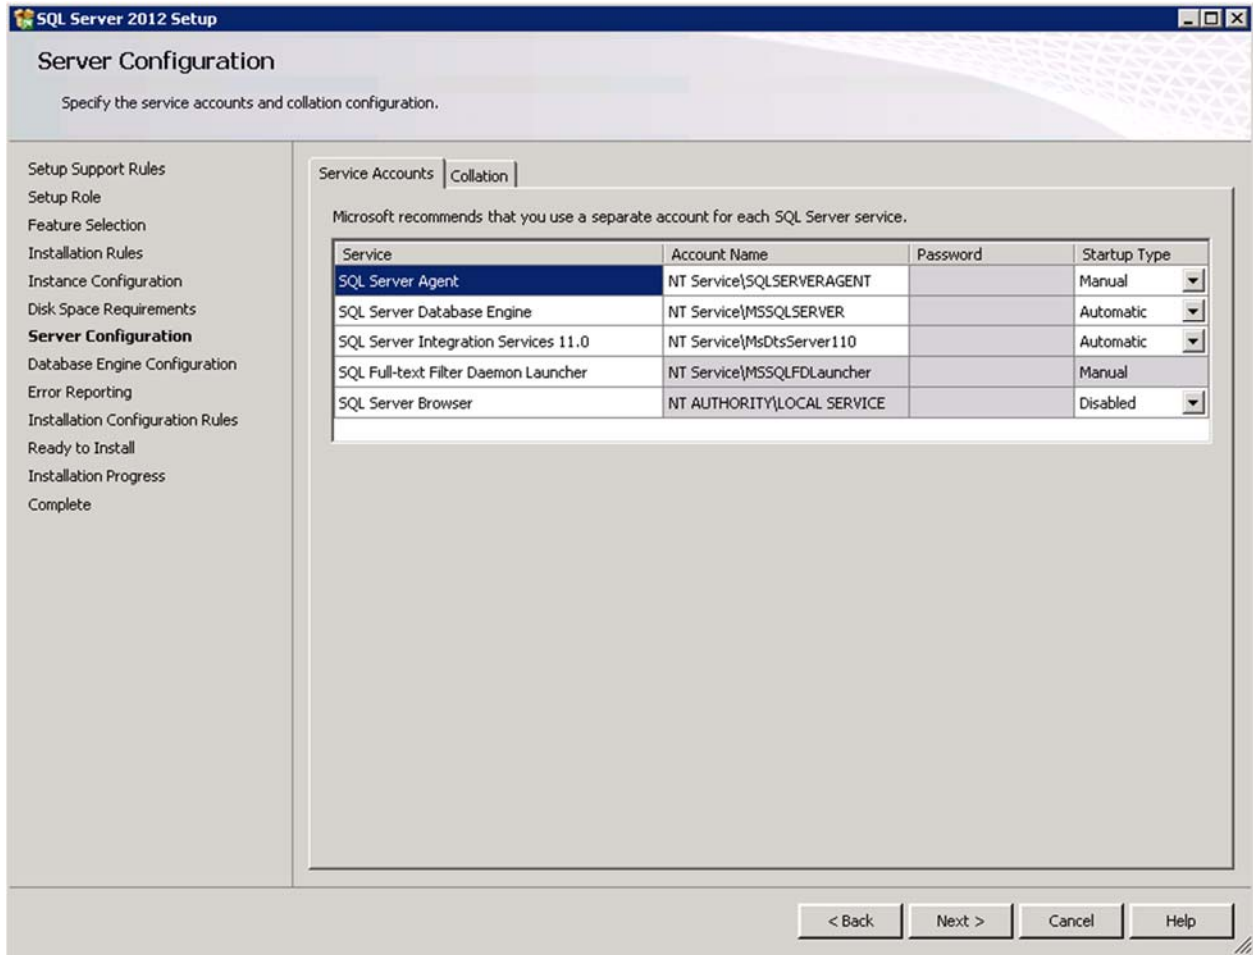 SQL Server 2012 Setup
Server Configuration
Specify the service accounts and collation configuration.
Setup Support Rules
Setup Role
Feature Selection
Installation Rules
Instance Configuration
Disk Space Requirements
Server Configuration
Database Engine Configuration
Error Reporting
Installation Configuration Rules
Ready to Install
Installation Progress
Complete
Service Accounts Collation
Microsoft recommends that you use a separate account for each SQL Server service.
Service Account Name Password Startup Type
SQL Server Agent NT Service\SQLSERVERAGENT Manual
SQL Server Database Engine NT Service\MSSQLSERVER Automatic
SQL Server Integration Services 11.0 NT Service\MsDtsServer110 Automatic
SQL Full-text Filter Daemon Launcher NT Service\MSSQLFDLauncher Manual
SQL Server Browser NT AUTHORITY\LOCAL SERVICE Disabled
< Back Next > Cancel Help